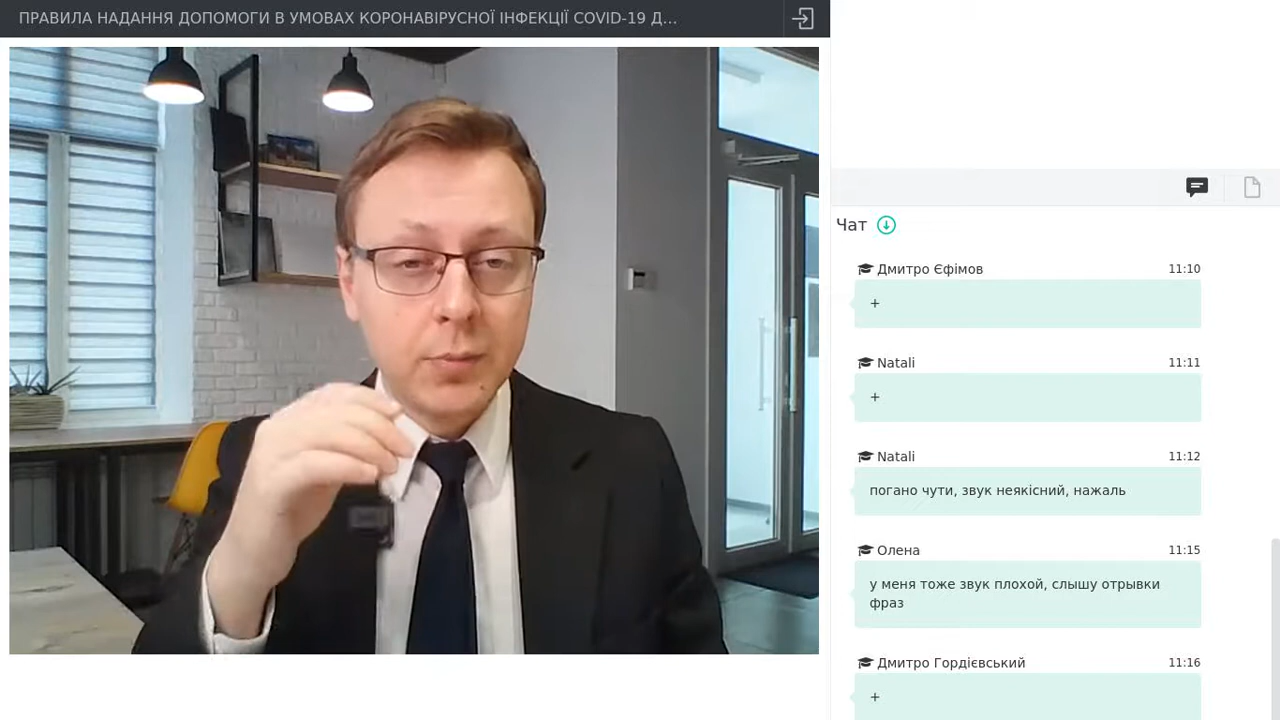 ПРАВИЛА НАДАННЯ ДОПОМОГИ В УМОВАХ КОРОНАВІРУСНОЇ ІНФЕКЦІЇ COVID-19 Д...
Чат
Дмитро Єфімов 11:10
+
Natali 11:11
+
Natali 11:12
погано чути, звук неякісний, нажаль
Олена 11:15
у меня тоже звук плохой, слышу отрывки
фраз
Дмитро Гордієвський 11:16
+